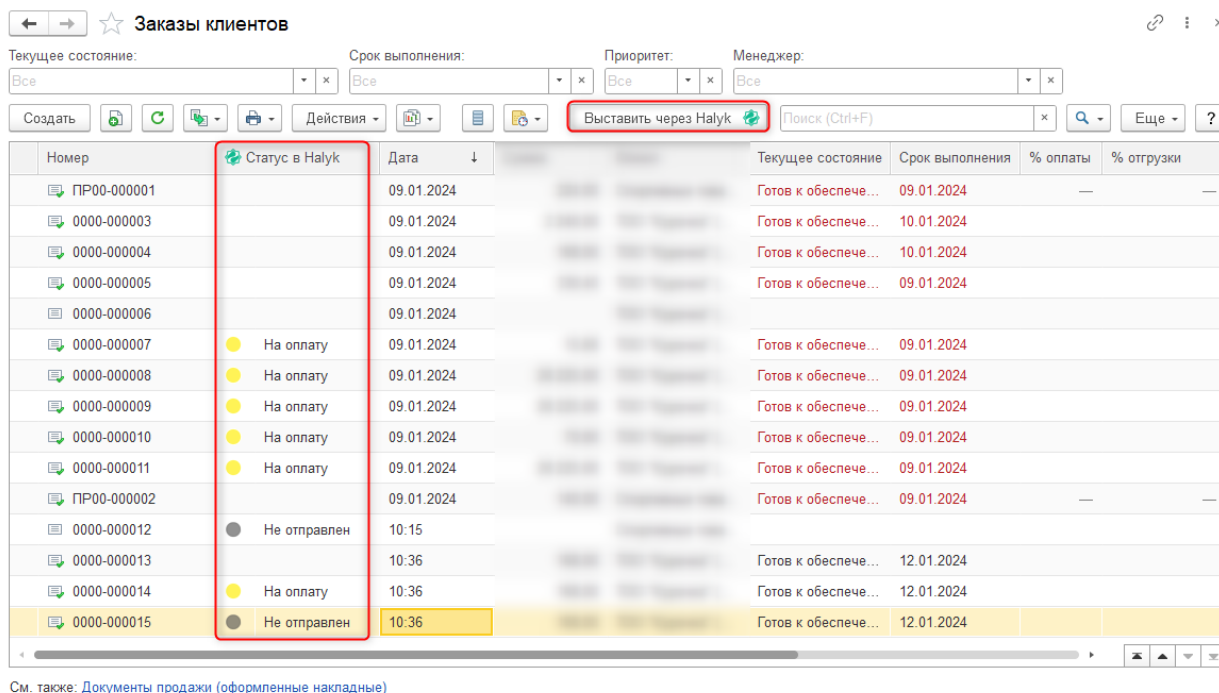 Заказы клиентов
Текущее состояние: Срок выполнения: Приоритет: Менеджер:
Все Все Все Все
Создать Действия Выставить через Halyk Поиск (Ctrl+F) Еще ?
Номер Статус в Halyk Дата ↓ Текущее состояние Срок выполнения % оплаты % отгрузки
ПР00-000001 09.01.2024 Готов к обеспече... 09.01.2024 — —
0000-000003 09.01.2024 Готов к обеспече... 10.01.2024
0000-000004 09.01.2024 Готов к обеспече... 10.01.2024
0000-000005 09.01.2024 Готов к обеспече... 09.01.2024
0000-000006 09.01.2024
0000-000007 На оплату 09.01.2024 Готов к обеспече... 09.01.2024
0000-000008 На оплату 09.01.2024 Готов к обеспече... 09.01.2024
0000-000009 На оплату 09.01.2024 Готов к обеспече... 09.01.2024
0000-000010 На оплату 09.01.2024 Готов к обеспече... 09.01.2024
0000-000011 На оплату 09.01.2024 Готов к обеспече... 09.01.2024
ПР00-000002 09.01.2024 Готов к обеспече... 09.01.2024 — —
0000-000012 Не отправлен 10:15
0000-000013 10:36 Готов к обеспече... 12.01.2024
0000-000014 На оплату 10:36 Готов к обеспече... 12.01.2024
0000-000015 Не отправлен 10:36 Готов к обеспече... 12.01.2024
См. также: Документы продажи (оформленные накладные)